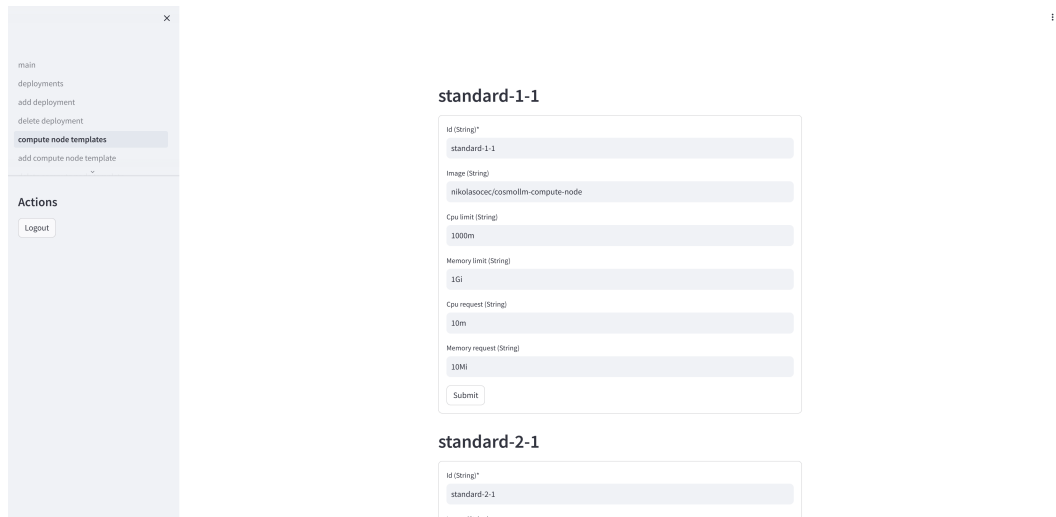 main
deployments
add deployment
delete deployment
compute node templates
add compute node template
Actions
Logout
standard-1-1
Id (String)*
standard-1-1
Image (String)
nikolasocec/cosmollm-compute-node
Cpu limit (String)
1000m
Memory limit (String)
1Gi
Cpu request (String)
10m
Memory request (String)
10Mi
Submit
standard-2-1
Id (String)*
standard-2-1